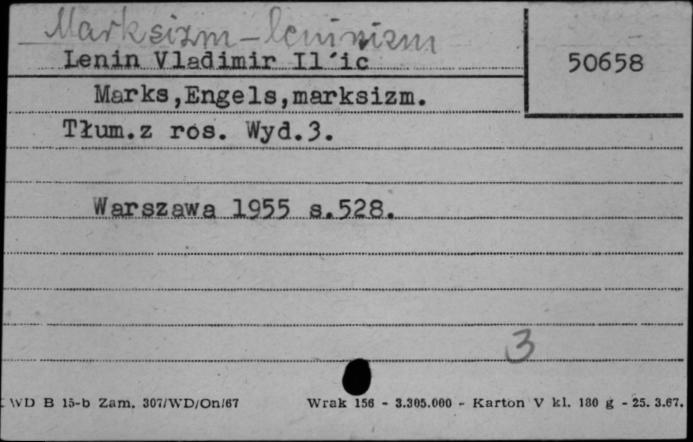 Marksizm-leninizm
Lenin Vladimir Il´ic
50658
Marks,Engels,marksizm.
Tłum.z ros. Wyd.3.
Warszawa 1955 s.528.
3
WD B 15-b Zam. 307/WD/On/67 Wrak 156 - 3.305.000 - Karton V kl. 180 g - 25. 3.67.